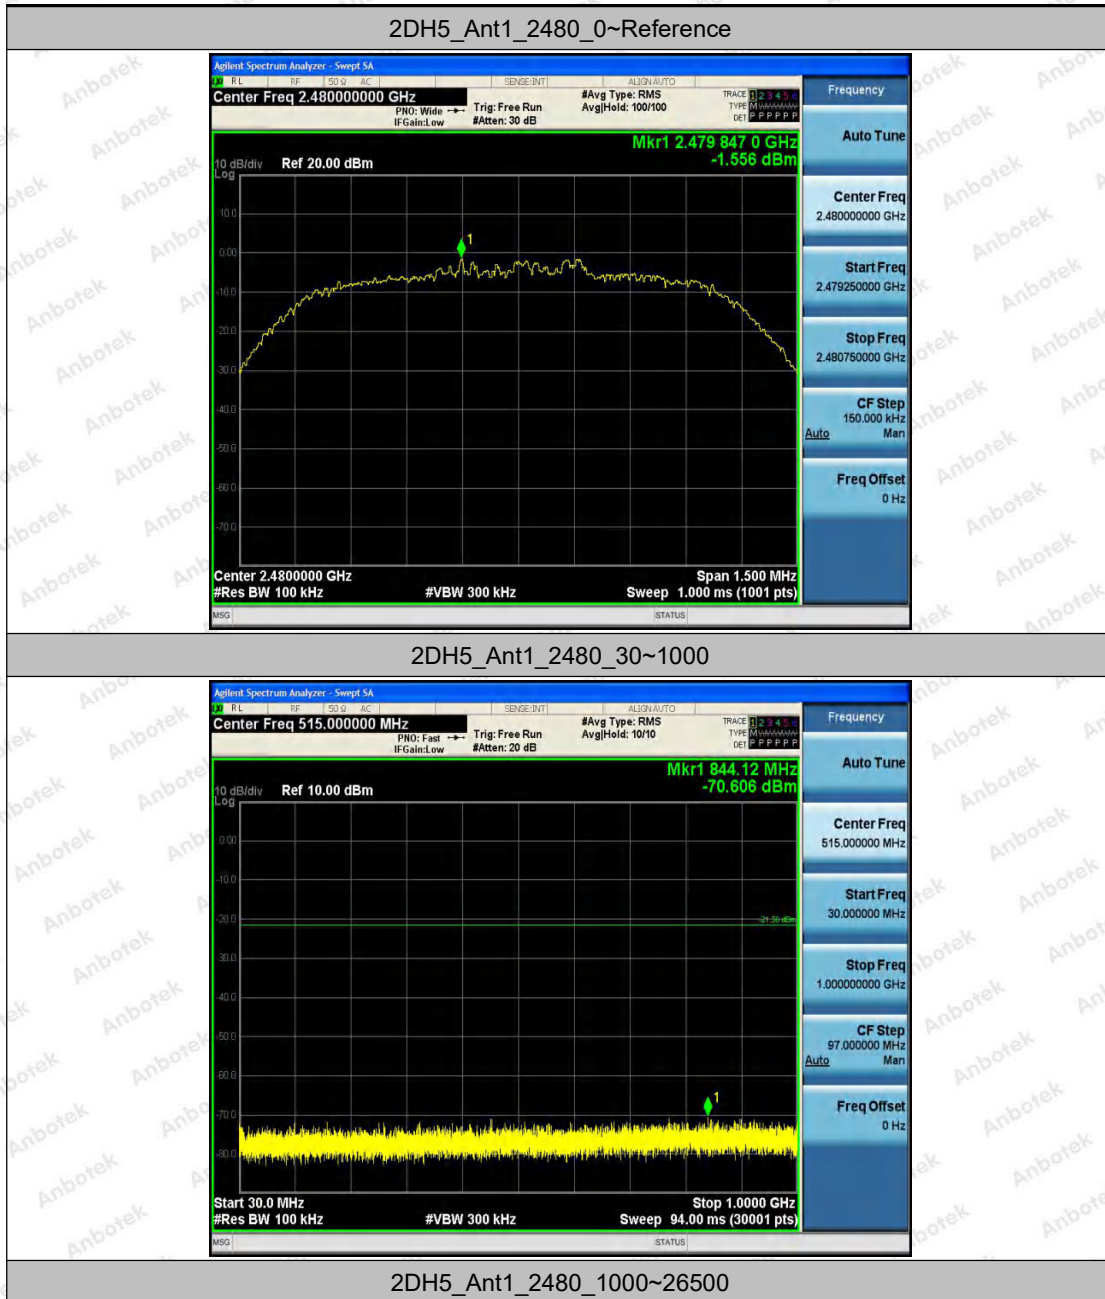 2DH5_Ant1_2480_0~Reference
Agilent Spectrum Analyzer - Swept SA
RL RF 50 Ω AC SENSE:INT ALIGN AUTO
Center Freq 2.480000000 GHz
PNO: Wide
IFGain:Low
Trig: Free Run
#Atten: 30 dB
#Avg Type: RMS
Avg|Hold: 100/100
TRACE 1 2 3 4 5 6
TYPE M
DET P P P P P P
Mkr1 2.479 847 0 GHz
-1.556 dBm
10 dB/div Ref 20.00 dBm
Log
10.0
0.00
-10.0
-20.0
-30.0
-40.0
-50.0
-60.0
-70.0
1
Center 2.4800000 GHz Span 1.500 MHz
#Res BW 100 kHz #VBW 300 kHz Sweep 1.000 ms (1001 pts)
MSG STATUS
Frequency
Auto Tune
Center Freq
2.480000000 GHz
Start Freq
2.479250000 GHz
Stop Freq
2.480750000 GHz
CF Step
150.000 kHz
Auto Man
Freq Offset
0 Hz
2DH5_Ant1_2480_30~1000
Agilent Spectrum Analyzer - Swept SA
RL RF 50 Ω AC SENSE:INT ALIGN AUTO
Center Freq 515.000000 MHz
PNO: Fast
IFGain:Low
Trig: Free Run
#Atten: 20 dB
#Avg Type: RMS
Avg|Hold: 10/10
TRACE 1 2 3 4 5 6
TYPE M
DET P P P P P P
Mkr1 844.12 MHz
-70.606 dBm
10 dB/div Ref 10.00 dBm
Log
0.00
-10.0
-20.0
-30.0
-40.0
-50.0
-60.0
-70.0
-80.0
-21.56 dBm
1
Start 30.0 MHz Stop 1.0000 GHz
#Res BW 100 kHz #VBW 300 kHz Sweep 94.00 ms (30001 pts)
MSG STATUS
Frequency
Auto Tune
Center Freq
515.000000 MHz
Start Freq
30.000000 MHz
Stop Freq
1.000000000 GHz
CF Step
97.000000 MHz
Auto Man
Freq Offset
0 Hz
2DH5_Ant1_2480_1000~26500
Anbotek